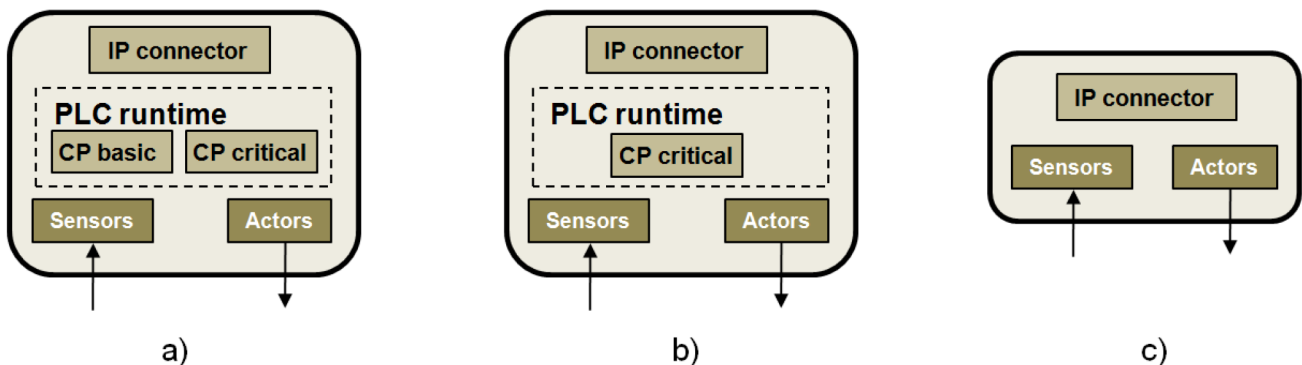 IP connector
PLC runtime
CP basic
CP critical
Sensors
Actors
a)
IP connector
PLC runtime
CP critical
Sensors
Actors
b)
IP connector
Sensors
Actors
c)